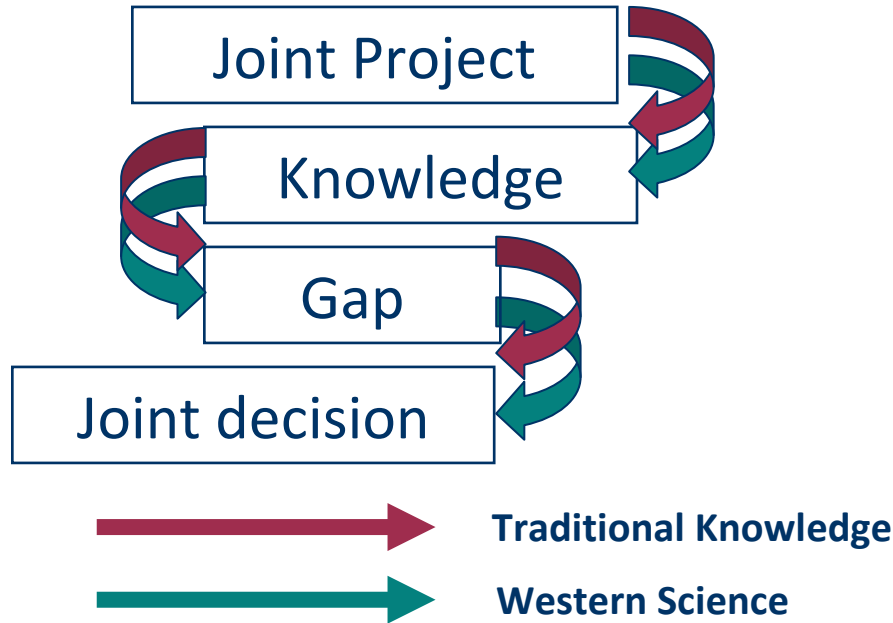 Joint Project
Knowledge
Gap
Joint decision
Traditional Knowledge
Western Science